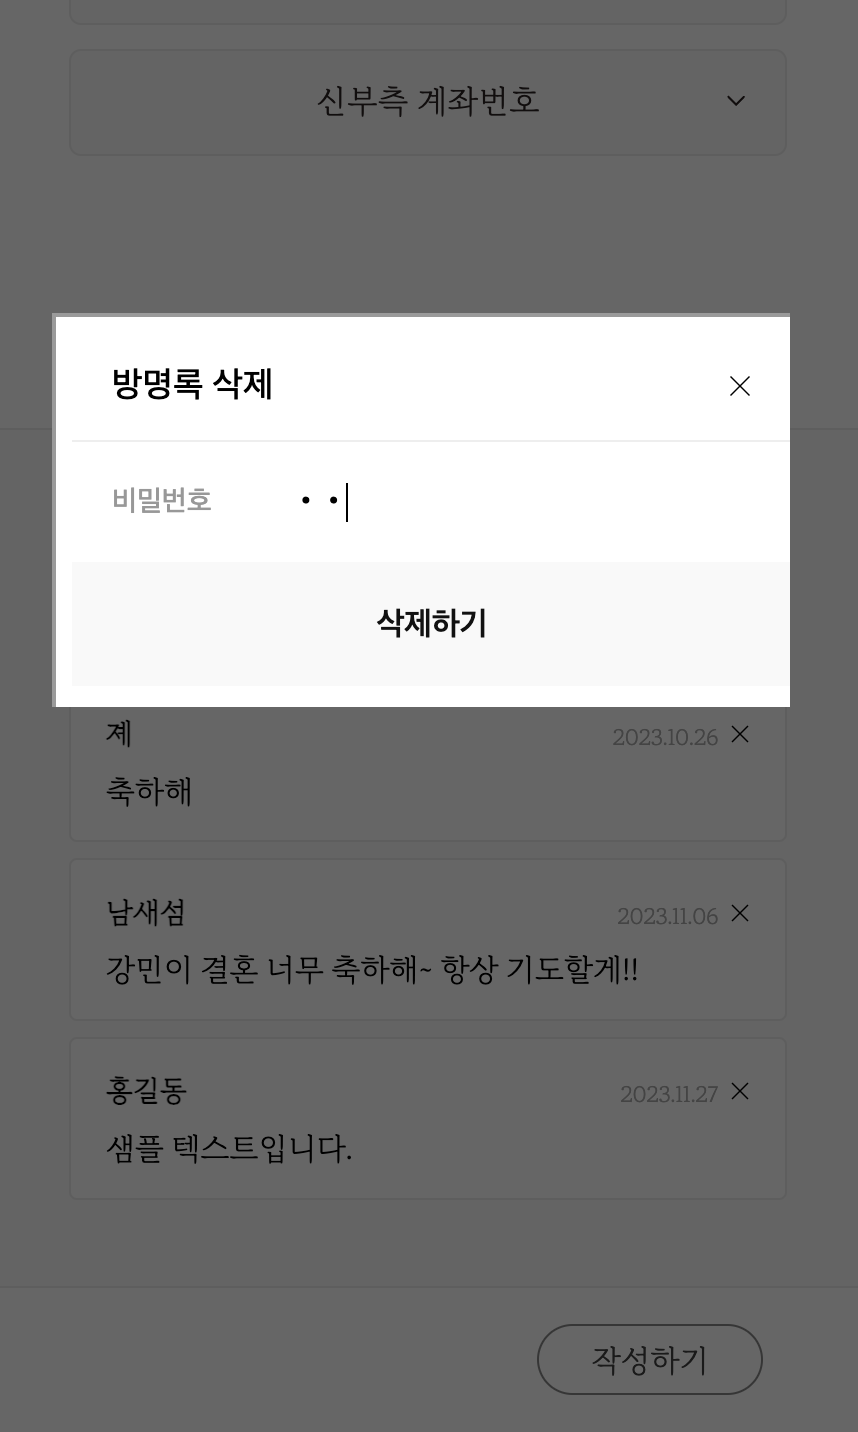 신부측 계좌번호
방명록 삭제
비밀번호
삭제하기
졔 2023.10.26
축하해
남새섬 2023.11.06
강민이 결혼 너무 축하해~ 항상 기도할게!!
홍길동 2023.11.27
샘플 텍스트입니다.
작성하기